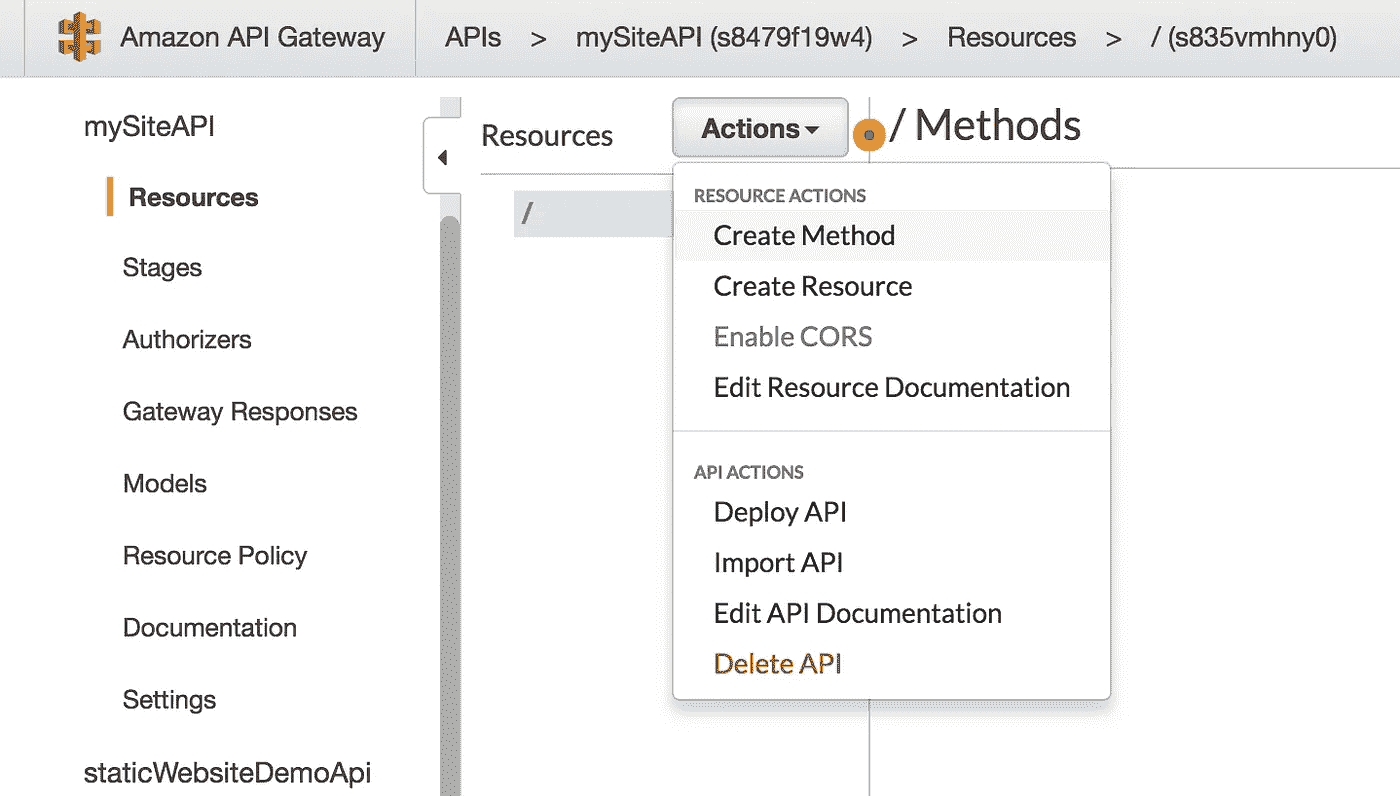 Amazon API Gateway
APIs > mySiteAPI (s8479f19w4) > Resources > / (s835vmhny0)
mySiteAPI
Resources
Stages
Authorizers
Gateway Responses
Models
Resource Policy
Documentation
Settings
staticWebsiteDemoApi
Resources
Actions
/ Methods
/
RESOURCE ACTIONS
Create Method
Create Resource
Enable CORS
Edit Resource Documentation
API ACTIONS
Deploy API
Import API
Edit API Documentation
Delete API